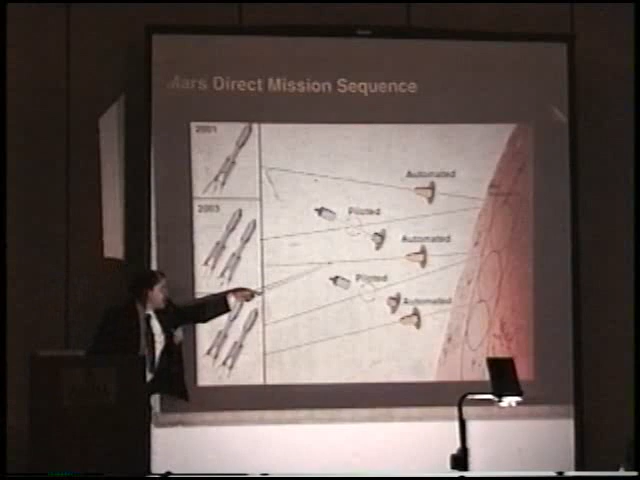 Mars Direct Mission Sequence
2001
Automated
2003
Piloted
Automated
Piloted
Automated